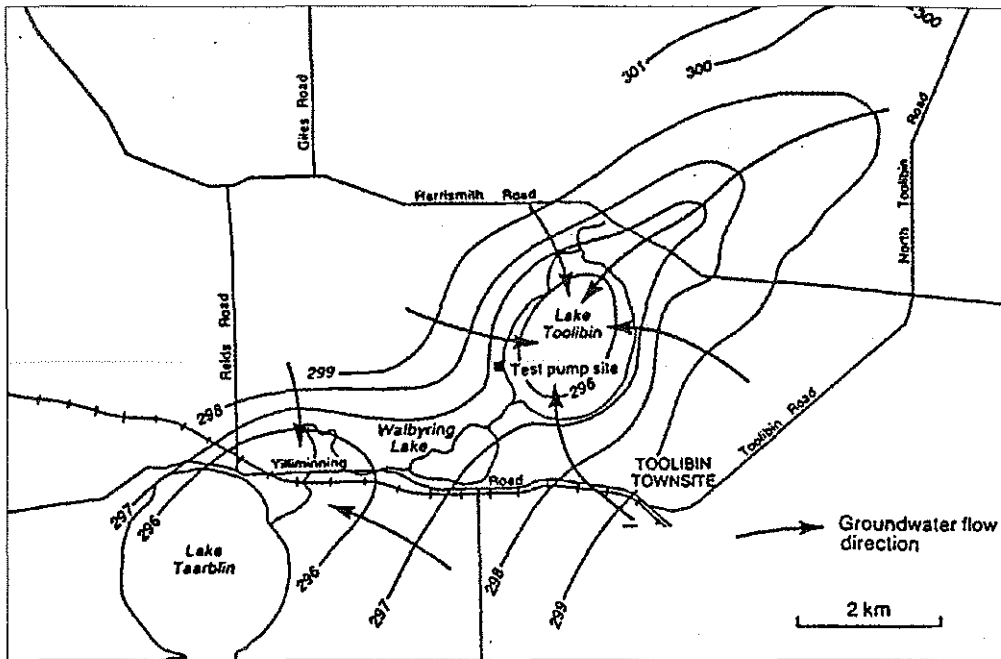 300
301
300
Giles Road
North Toolibin Road
Harrismith Road
Relds Road
Lake
Toolibin
299
Test pump site
296
298
Walbyring
Lake
Toolibin Road
Yilliminning
Road
TOOLIBIN
TOWNSITE
297
296
Lake
Taarblin
296
297
298
299
Groundwater flow
direction
2 km